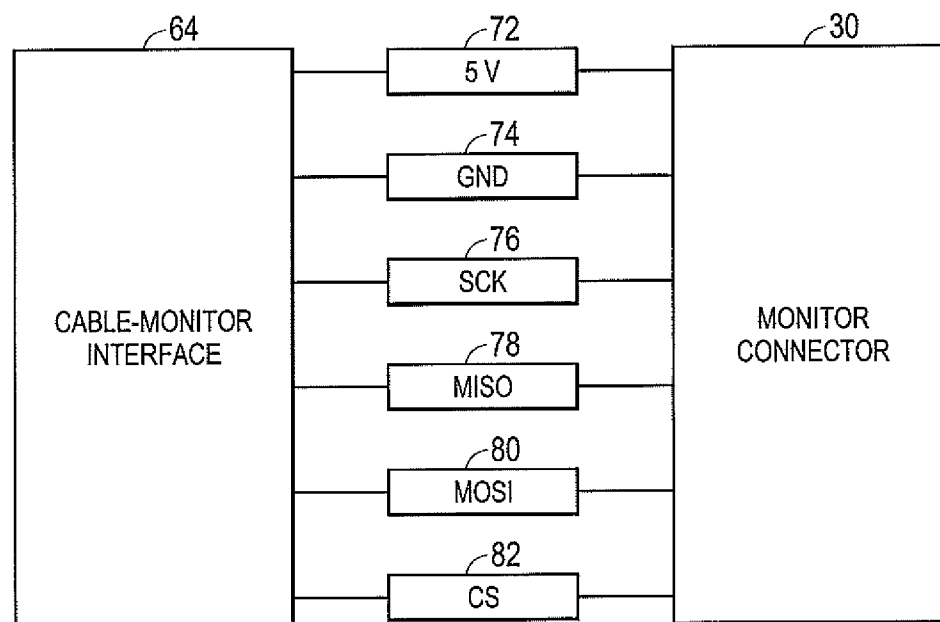 64
72
30
5 V
74
GND
76
SCK
CABLE-MONITOR
INTERFACE
78
MISO
MONITOR
CONNECTOR
80
MOSI
82
CS